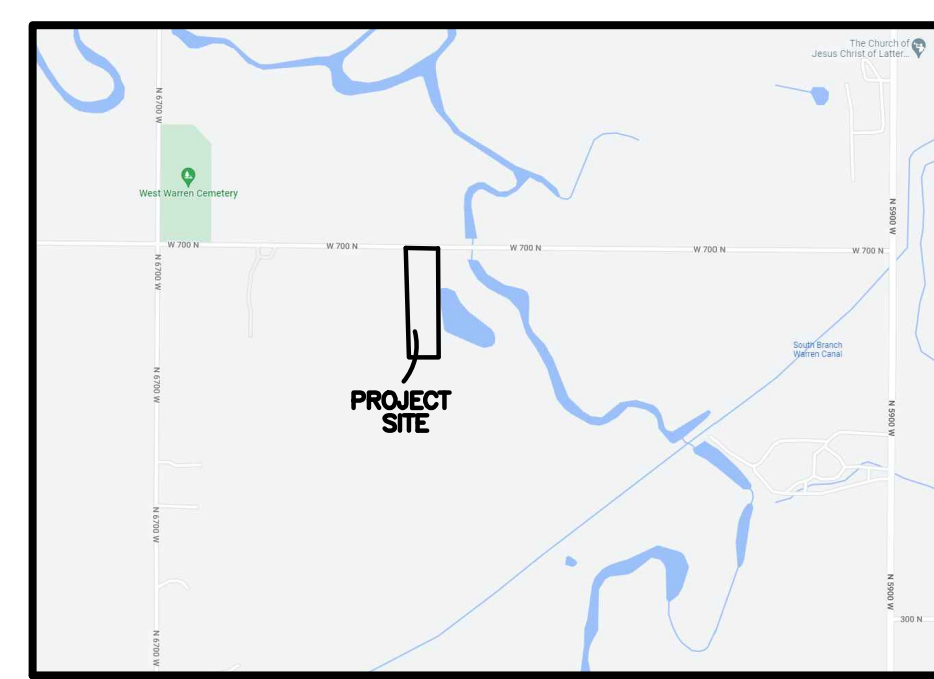 The Church of
Jesus Christ of Latter...
N 6700 W
West Warren Cemetery
N 5900 W
W 700 N
W 700 N
W 700 N
W 700 N
W 700 N
N 6700 W
South Branch
Warren Canal
N 6700 W
PROJECT
SITE
N 5900 W
N 6700 W
N 5900 W
300 N
N 6700 W